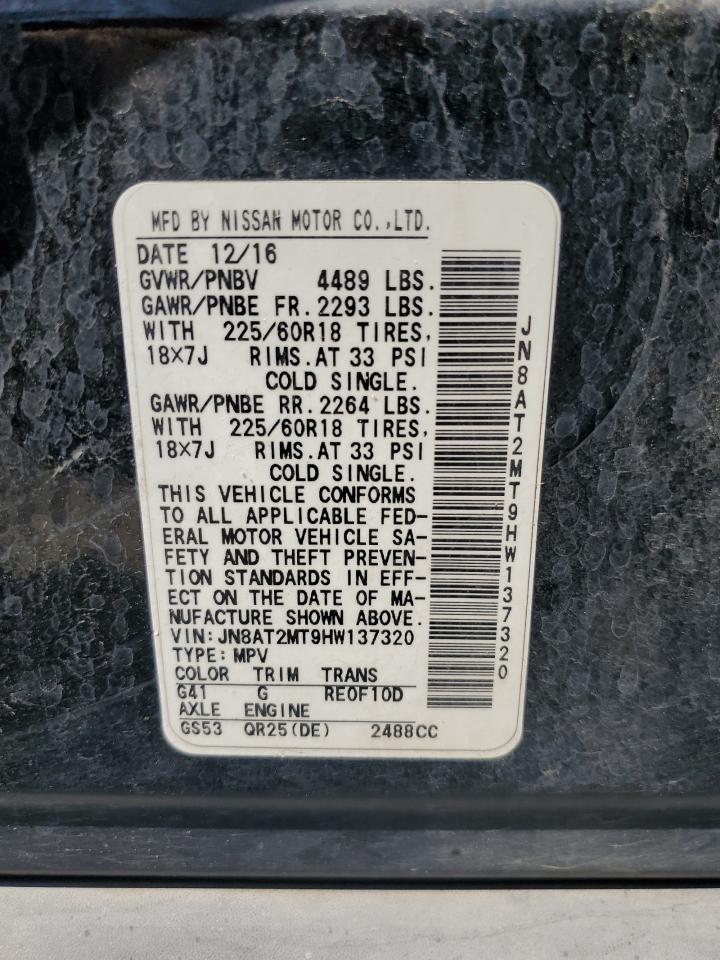 MFD BY NISSAN MOTOR CO.,LTD.
DATE 12/16
GVWR/PNBV 4489 LBS.
GAWR/PNBE FR. 2293 LBS.
WITH 225/60R18 TIRES,
18×7J RIMS. AT 33 PSI
COLD SINGLE.
GAWR/PNBE RR. 2264 LBS.
WITH 225/60R18 TIRES,
18×7J RIMS. AT 33 PSI
COLD SINGLE.
THIS VEHICLE CONFORMS
TO ALL APPLICABLE FED-
ERAL MOTOR VEHICLE SA-
FETY AND THEFT PREVEN-
TION STANDARDS IN EFF-
ECT ON THE DATE OF MA-
NUFACTURE SHOWN ABOVE.
VIN:JN8AT2MT9HW137320
TYPE:MPV
COLOR TRIM TRANS
G41 G RE0F10D
AXLE ENGINE
GS53 QR25(DE) 2488CC
JN8AT2MT9HW137320